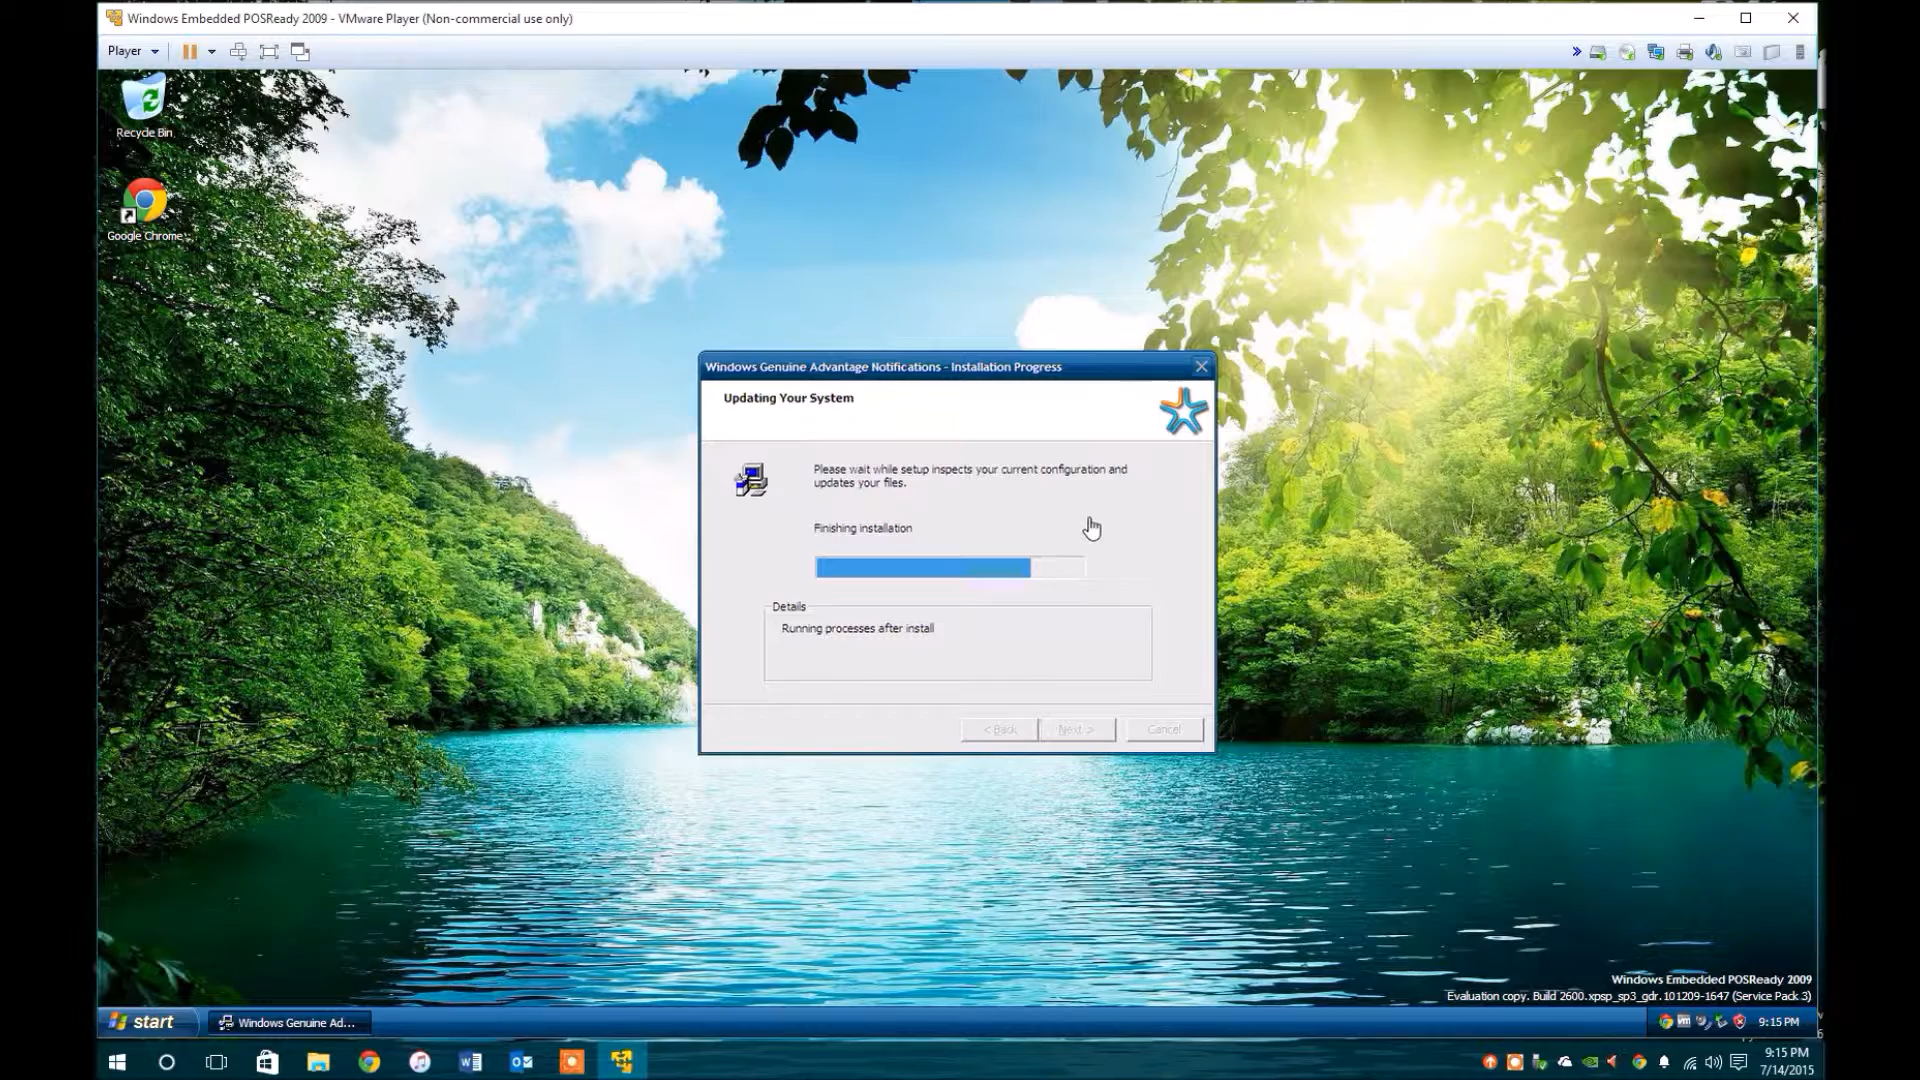 Windows Embedded POSReady 2009 - VMware Player (Non-commercial use only)
Player
Recycle Bin
Google Chrome
Windows Genuine Advantage Notifications - Installation Progress
Updating Your System
Please wait while setup inspects your current configuration and
updates your files.
Finishing installation
Details
Running processes after install
< Back
Next >
Cancel
Windows Embedded POSReady 2009
Evaluation copy. Build 2600.xpsp_sp3_gdr.101209-1647 (Service Pack 3)
start
Windows Genuine Ad...
9:15 PM
9:15 PM
7/14/2015